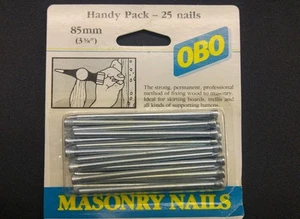 Handy Pack - 25 nails
85mm
(3⅜")
OBO
The strong, permanent, professional
method of fixing wood to masonry.
Ideal for skirting boards, trellis and
all kinds of supporting battens.
MASONRY NAILS